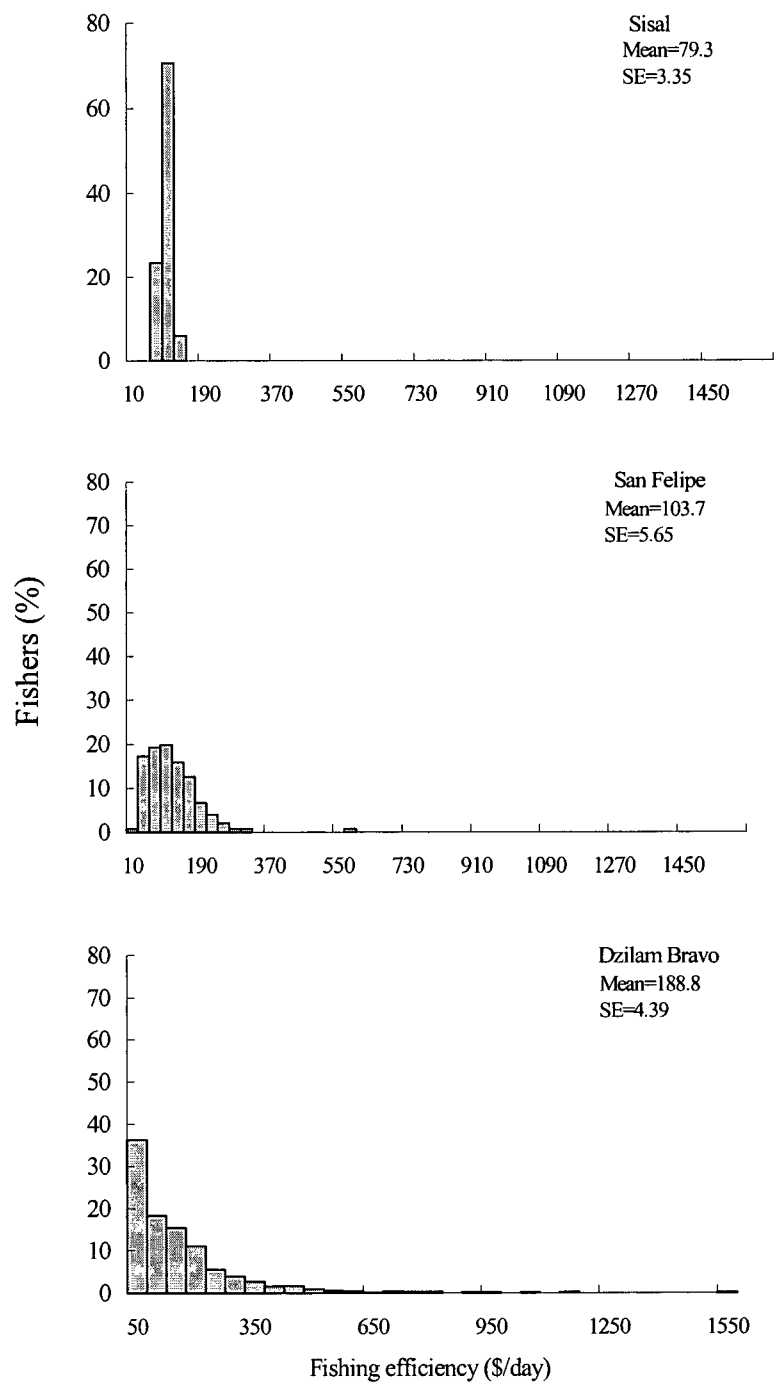 Sisal
Mean=79.3
SE=3.35
80
60
40
20
0
10 190 370 550 730 910 1090 1270 1450
San Felipe
Mean=103.7
SE=5.65
80
70
60
50
40
30
20
10
0
10 190 370 550 730 910 1090 1270 1450
Fishers (%)
Dzilam Bravo
Mean=188.8
SE=4.39
80
70
60
50
40
30
20
10
0
50 350 650 950 1250 1550
Fishing efficiency ($/day)